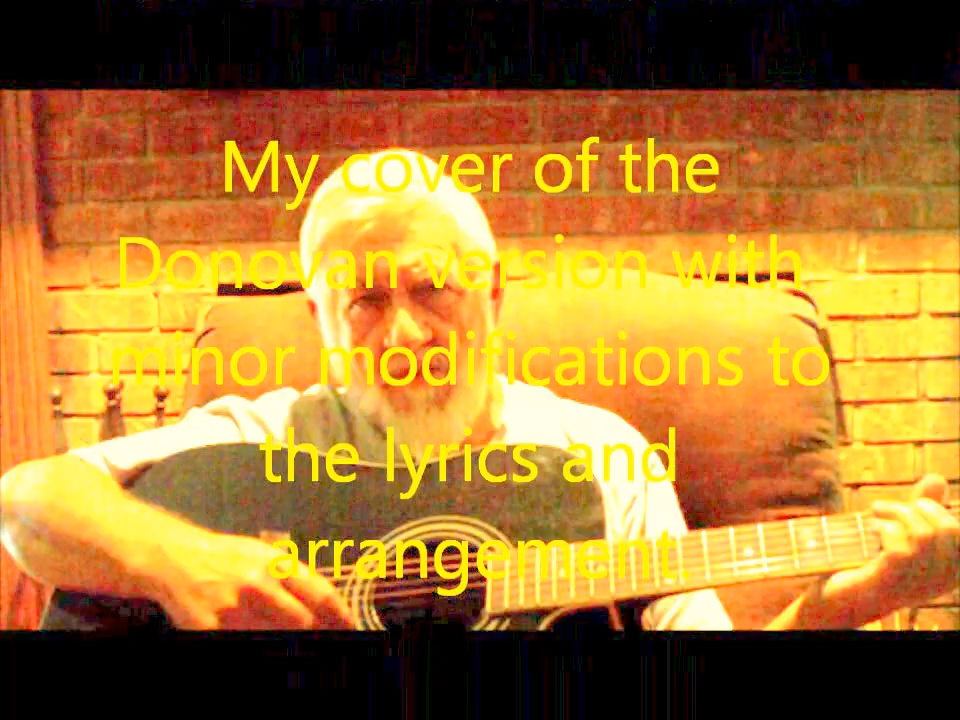 My cover of the
Donovan version with
minor modifications to
the lyrics and
arrangement.